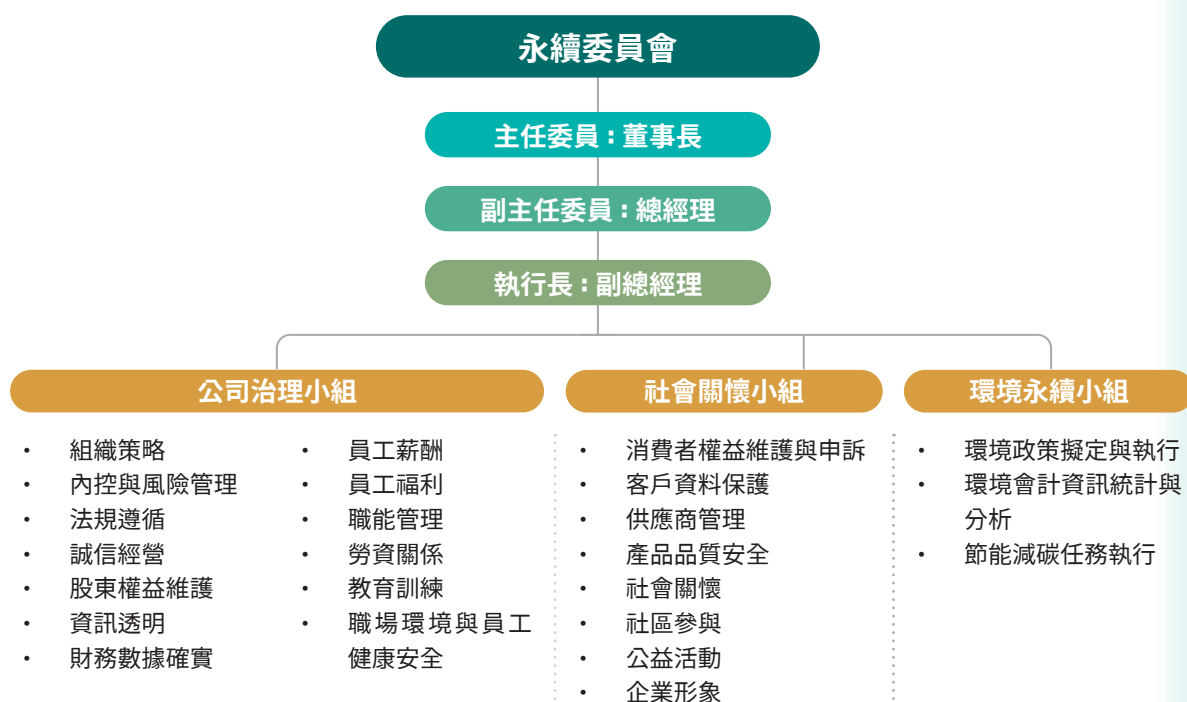 永續委員會
主任委員：董事長
副主任委員：總經理
執行長：副總經理
公司治理小組
• 組織策略
• 內控與風險管理
• 法規遵循
• 誠信經營
• 股東權益維護
• 資訊透明
• 財務數據確實
• 員工薪酬
• 員工福利
• 職能管理
• 勞資關係
• 教育訓練
• 職場環境與員工
健康安全
社會關懷小組
• 消費者權益維護與申訴
• 客戶資料保護
• 供應商管理
• 產品品質安全
• 社會關懷
• 社區參與
• 公益活動
• 企業形象
環境永續小組
• 環境政策擬定與執行
• 環境會計資訊統計與
分析
• 節能減碳任務執行